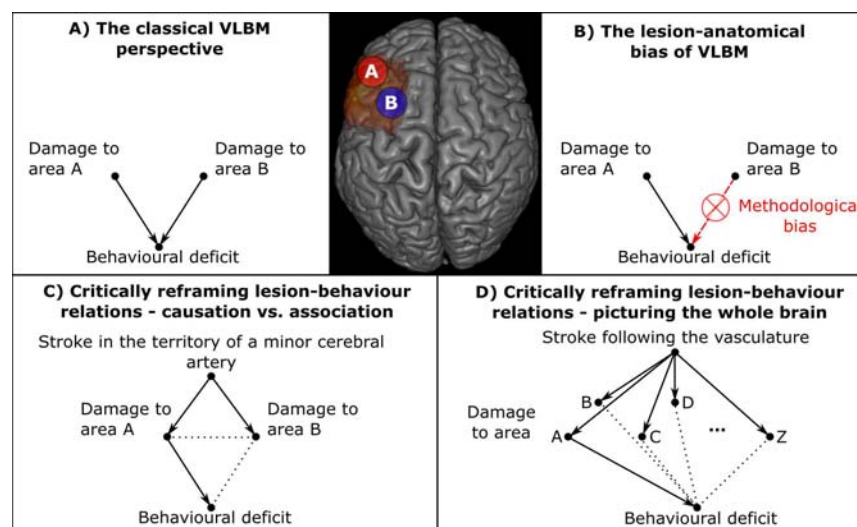 A) The classical VLBM
perspective
Damage to
area A
Damage to
area B
Behavioural deficit
A
B
B) The lesion-anatomical
bias of VLBM
Damage to
area A
Damage to
area B
Methodological
bias
Behavioural deficit
C) Critically reframing lesion-behaviour
relations - causation vs. association
Stroke in the territory of a minor cerebral
artery
Damage to
area A
Damage to
area B
Behavioural deficit
D) Critically reframing lesion-behaviour
relations - picturing the whole brain
Stroke following the vasculature
Damage
to area
B
D
A
C
...
Z
Behavioural deficit